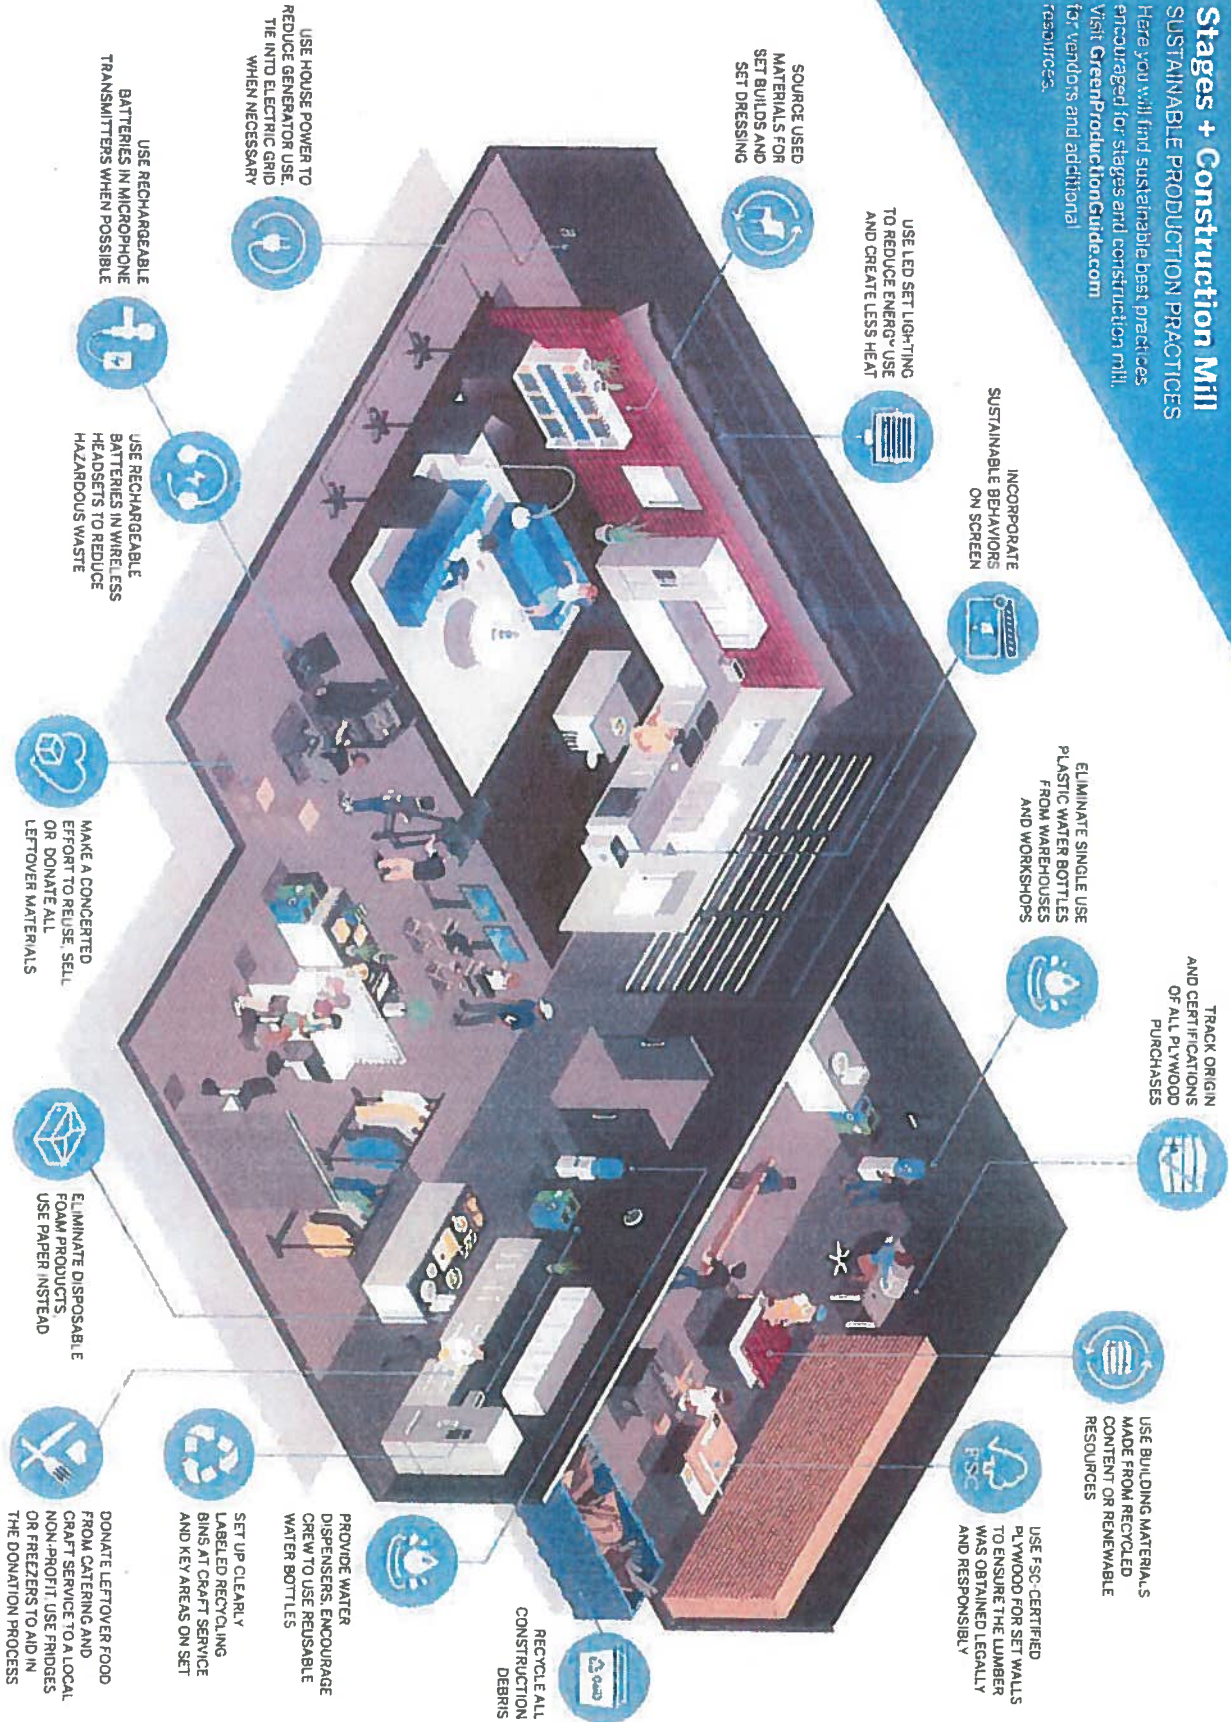 Stages + Construction Mill
SUSTAINABLE PRODUCTION PRACTICES
Here you will find sustainable best practices
encouraged for stages and construction mill.
Visit GreenProductionGuide.com
for vendors and additional
resources.
TRACK ORIGIN
AND CERTIFICATIONS
OF ALL PLYWOOD
PURCHASES
USE BUILDING MATERIALS
MADE FROM RECYCLED
CONTENT OR RENEWABLE
RESOURCES
ELIMINATE SINGLE USE
PLASTIC WATER BOTTLES
FROM WAREHOUSES
AND WORKSHOPS
FSC
USE FSC-CERTIFIED
PLYWOOD FOR SET WALLS
TO ENSURE THE LUMBER
WAS OBTAINED LEGALLY
AND RESPONSIBLY
INCORPORATE
SUSTAINABLE BEHAVIORS
ON SCREEN
USE LED SET LIGHTING
TO REDUCE ENERGY USE
AND CREATE LESS HEAT
SOURCE USED
MATERIALS FOR
SET BUILDS AND
SET DRESSING
RECYCLE ALL
CONSTRUCTION
DEBRIS
USE HOUSE POWER TO
REDUCE GENERATOR USE.
TIE INTO ELECTRIC GRID
WHEN NECESSARY
PROVIDE WATER
DISPENSERS. ENCOURAGE
CREW TO USE REUSABLE
WATER BOTTLES
USE RECHARGEABLE
BATTERIES IN MICROPHONE
TRANSMITTERS WHEN POSSIBLE
USE RECHARGEABLE
BATTERIES IN WIRELESS
HEADSETS TO REDUCE
HAZARDOUS WASTE
SET UP CLEARLY
LABELED RECYCLING
BINS AT CRAFT SERVICE
AND KEY AREAS ON SET
MAKE A CONCERTED
EFFORT TO REUSE, SELL
OR DONATE ALL
LEFTOVER MATERIALS
ELIMINATE DISPOSABLE
FOAM PRODUCTS.
USE PAPER INSTEAD
DONATE LEFTOVER FOOD
FROM CATERING AND
CRAFT SERVICE TO A LOCAL
NON-PROFIT. USE FRIDGES
OR FREEZERS TO AID IN
THE DONATION PROCESS